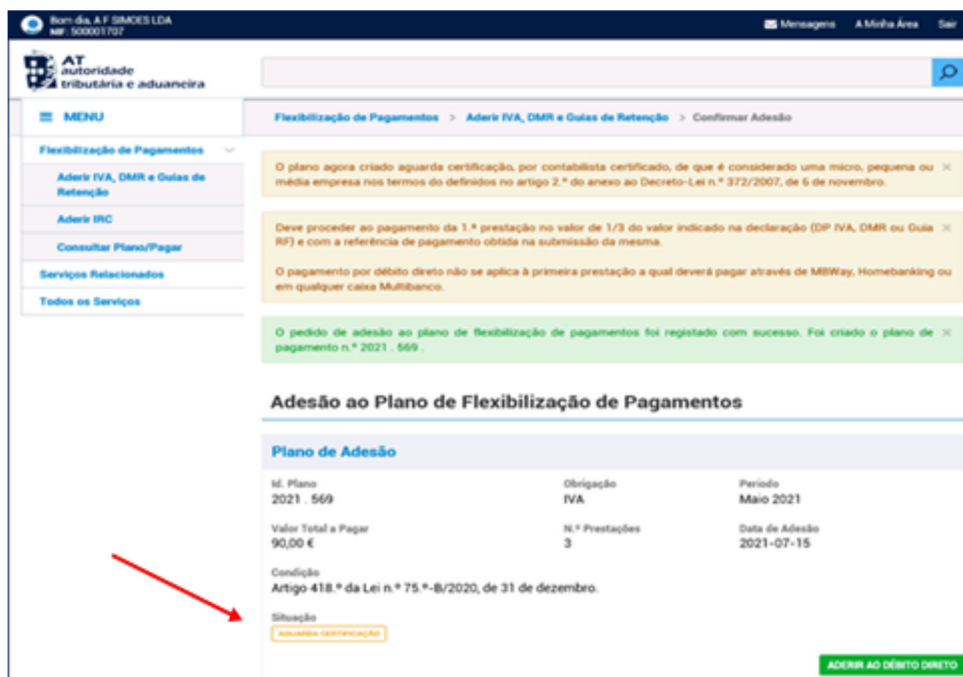 Bom dia, A F SIMOES LDA
NIF: 500001707
Mensagens A Minha Área Sair
AT
autoridade
tributária e aduaneira
MENU
Flexibilização de Pagamentos > Aderir IVA, DMR e Guias de Retenção > Confirmar Adesão
Flexibilização de Pagamentos
Aderir IVA, DMR e Guias de
Retenção
Aderir IRC
Consultar Plano/Pagar
Serviços Relacionados
Todos os Serviços
O plano agora criado aguarda certificação, por contabilista certificado, de que é considerado uma micro, pequena ou
média empresa nos termos do definidos no artigo 2.º do anexo ao Decreto-Lei n.º 372/2007, de 6 de novembro.
Deve proceder ao pagamento da 1.ª prestação no valor de 1/3 do valor indicado na declaração (DP IVA, DMR ou Guia
RF) e com a referência de pagamento obtida na submissão da mesma.
O pagamento por débito direto não se aplica à primeira prestação a qual deverá pagar através de MBWay, Homebanking ou
em qualquer caixa Multibanco.
O pedido de adesão ao plano de flexibilização de pagamentos foi registado com sucesso. Foi criado o plano de
pagamento n.º 2021 . 569 .
Adesão ao Plano de Flexibilização de Pagamentos
Plano de Adesão
Id. Plano Obrigação Período
2021 . 569 IVA Maio 2021
Valor Total a Pagar N.º Prestações Data de Adesão
90,00 € 3 2021-07-15
Condição
Artigo 418.º da Lei n.º 75.º-B/2020, de 31 de dezembro.
Situação
AGUARDA CERTIFICAÇÃO
ADERIR AO DÉBITO DIRETO